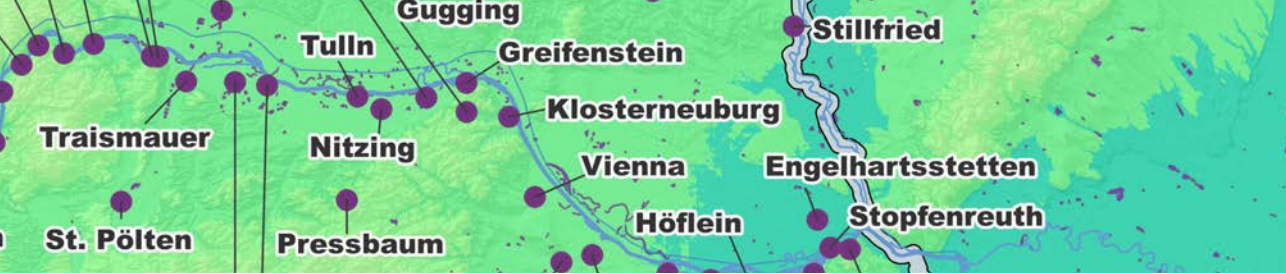 Gugging
Stillfried
Tulln
Greifenstein
Klosterneuburg
Traismauer
Nitzing
Vienna
Engelhartsstetten
Höflein
Stopfenreuth
St. Pölten
Pressbaum